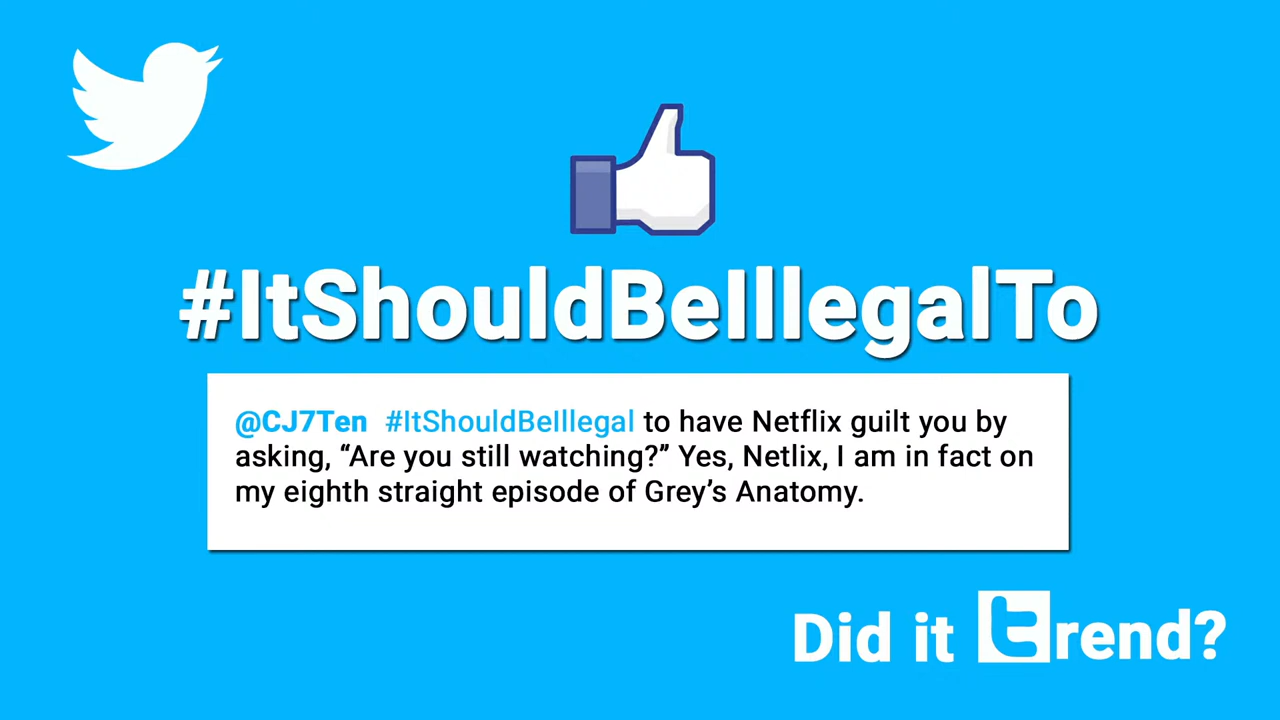 #ItShouldBeIllegalTo
@CJ7Ten #ItShouldBeIllegal to have Netflix guilt you by
asking, “Are you still watching?” Yes, Netlix, I am in fact on
my eighth straight episode of Grey’s Anatomy.
Did it trend?